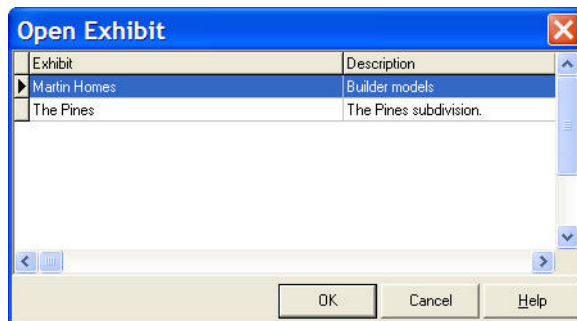 Open Exhibit
Exhibit Description
Martin Homes Builder models
The Pines The Pines subdivision.
OK Cancel Help